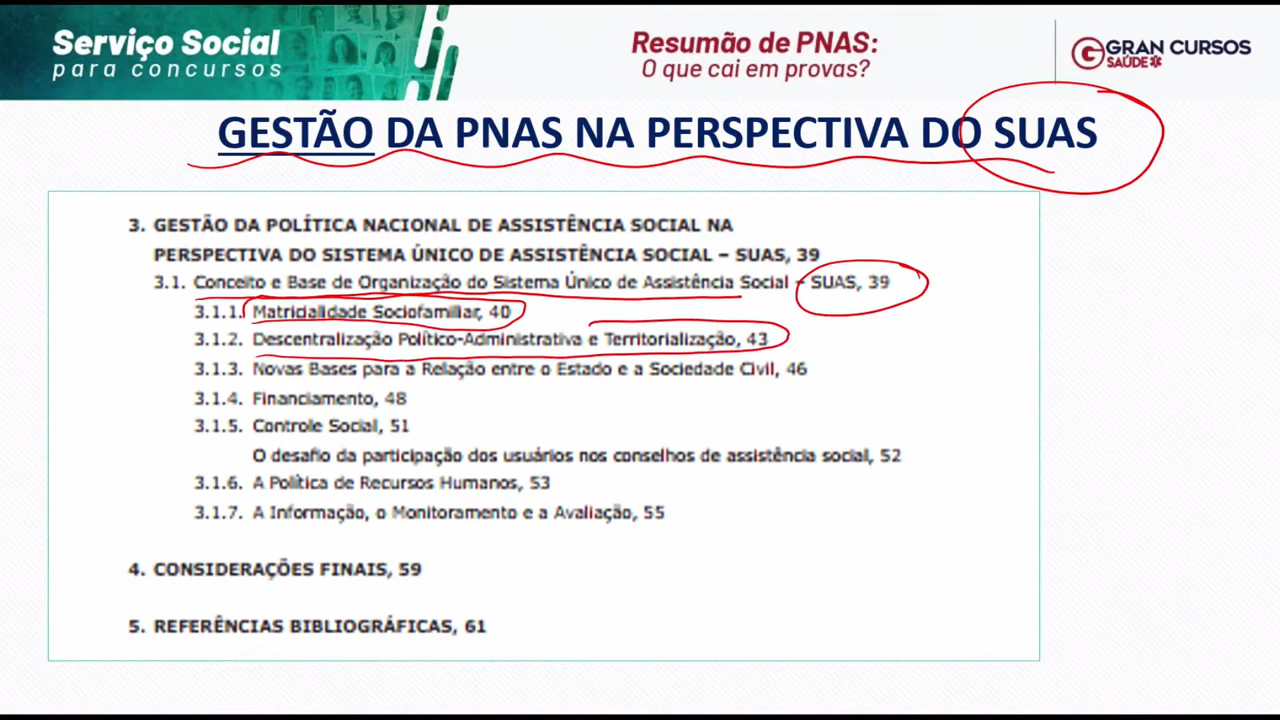 Serviço Social
para concursos
Resumão de PNAS:
O que cai em provas?
GRAN CURSOS
SAÚDE
GESTÃO DA PNAS NA PERSPECTIVA DO SUAS
3. GESTÃO DA POLÍTICA NACIONAL DE ASSISTÊNCIA SOCIAL NA
PERSPECTIVA DO SISTEMA ÚNICO DE ASSISTÊNCIA SOCIAL – SUAS, 39
3.1. Conceito e Base de Organização do Sistema Único de Assistência Social – SUAS, 39
3.1.1. Matricialidade Sociofamiliar, 40
3.1.2. Descentralização Político-Administrativa e Territorialização, 43
3.1.3. Novas Bases para a Relação entre o Estado e a Sociedade Civil, 46
3.1.4. Financiamento, 48
3.1.5. Controle Social, 51
O desafio da participação dos usuários nos conselhos de assistência social, 52
3.1.6. A Política de Recursos Humanos, 53
3.1.7. A Informação, o Monitoramento e a Avaliação, 55
4. CONSIDERAÇÕES FINAIS, 59
5. REFERÊNCIAS BIBLIOGRÁFICAS, 61